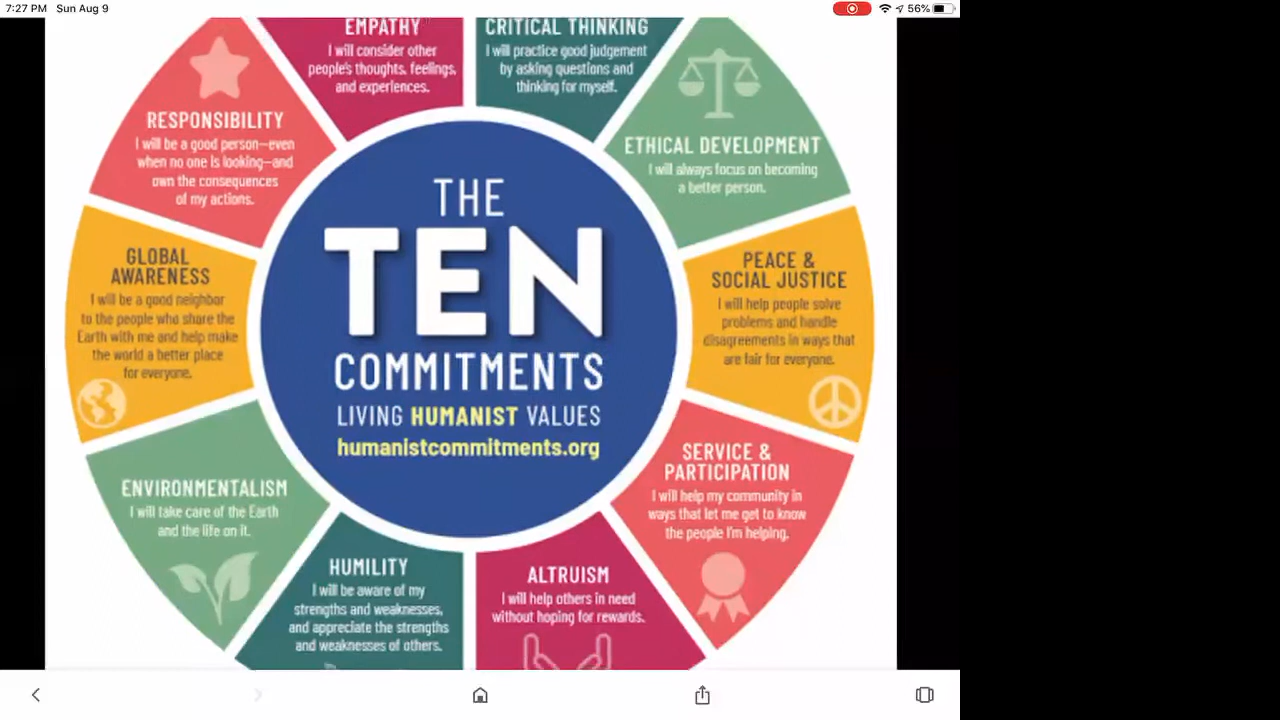 7:27 PM Sun Aug 9
56%
EMPATHY
I will consider other
people's thoughts, feelings,
and experiences.
CRITICAL THINKING
I will practice good judgement
by asking questions and
thinking for myself.
ETHICAL DEVELOPMENT
I will always focus on becoming
a better person.
PEACE &
SOCIAL JUSTICE
I will help people solve
problems and handle
disagreements in ways that
are fair for everyone.
SERVICE &
PARTICIPATION
I will help my community in
ways that let me get to know
the people I'm helping.
ALTRUISM
I will help others in need
without hoping for rewards.
HUMILITY
I will be aware of my
strengths and weaknesses,
and appreciate the strengths
and weaknesses of others.
ENVIRONMENTALISM
I will take care of the Earth
and the life on it.
GLOBAL
AWARENESS
I will be a good neighbor
to the people who share the
Earth with me and help make
the world a better place
for everyone.
RESPONSIBILITY
I will be a good person—even
when no one is looking—and
own the consequences
of my actions.
THE
TEN
COMMITMENTS
LIVING HUMANIST VALUES
humanistcommitments.org